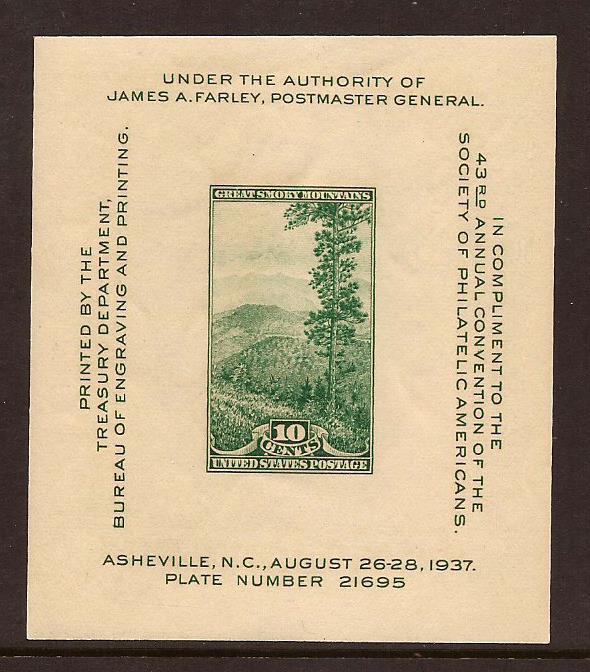 UNDER THE AUTHORITY OF
JAMES A. FARLEY, POSTMASTER GENERAL.
PRINTED BY THE
TREASURY DEPARTMENT,
BUREAU OF ENGRAVING AND PRINTING.
GREAT SMOKY MOUNTAINS
10
CENTS
UNITED STATES POSTAGE
IN COMPLIMENT TO THE
43RD ANNUAL CONVENTION OF THE
SOCIETY OF PHILATELIC AMERICANS.
ASHEVILLE, N.C., AUGUST 26-28, 1937.
PLATE NUMBER 21695